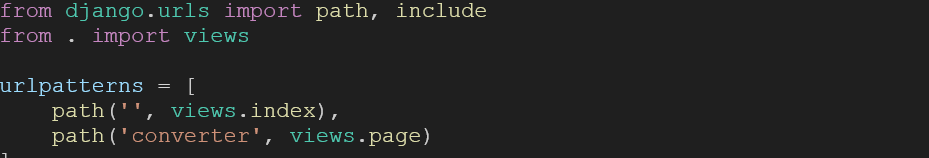 from django.urls import path, include
from . import views
urlpatterns = [
path('', views.index),
path('converter', views.page)
]